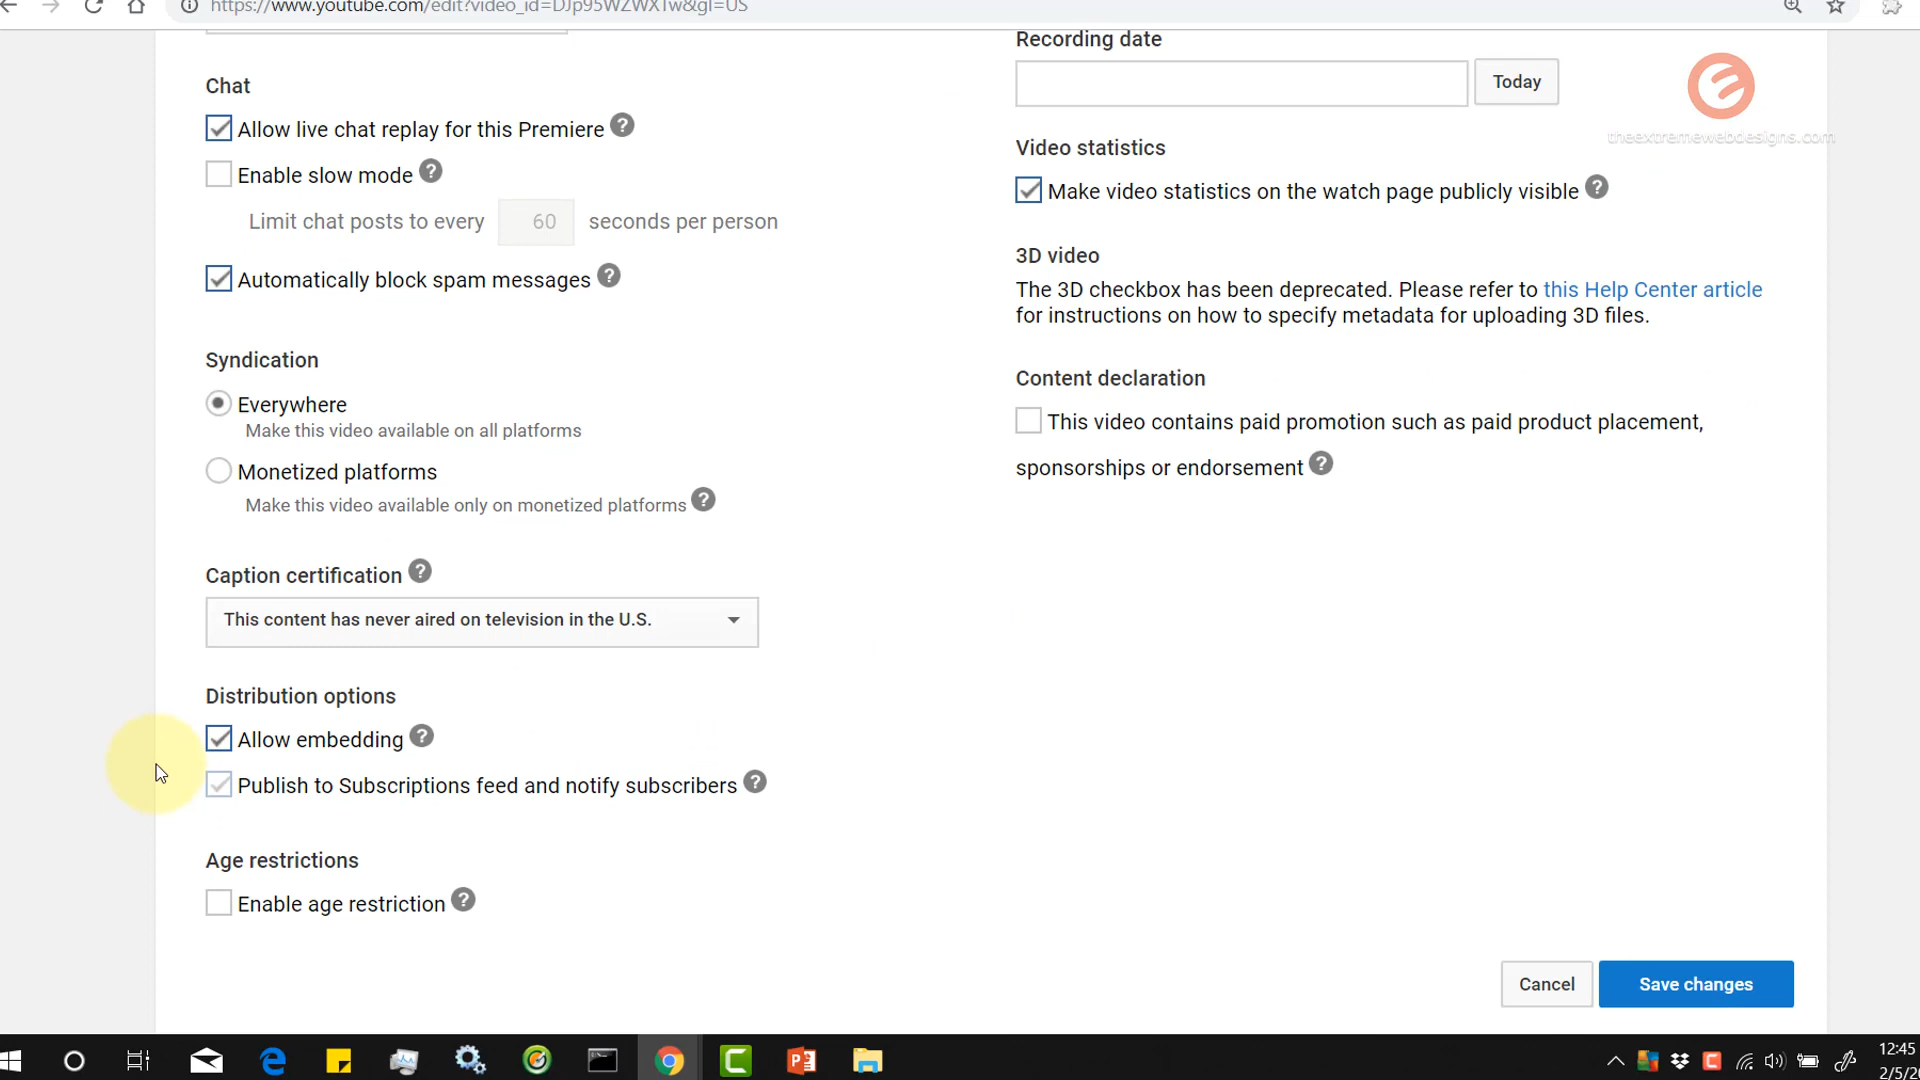 https://www.youtube.com/edit?video_id=DJp95WZWXTw&gl=US
Recording date
Today
theextremewebdesigns.com
Chat
Allow live chat replay for this Premiere ?
Enable slow mode ?
Limit chat posts to every 60 seconds per person
Automatically block spam messages ?
Video statistics
Make video statistics on the watch page publicly visible ?
3D video
The 3D checkbox has been deprecated. Please refer to this Help Center article
for instructions on how to specify metadata for uploading 3D files.
Syndication
Everywhere
Make this video available on all platforms
Monetized platforms
Make this video available only on monetized platforms ?
Content declaration
This video contains paid promotion such as paid product placement,
sponsorships or endorsement ?
Caption certification ?
This content has never aired on television in the U.S.
Distribution options
Allow embedding ?
Publish to Subscriptions feed and notify subscribers ?
Age restrictions
Enable age restriction ?
Cancel
Save changes
12:45
2/5/2